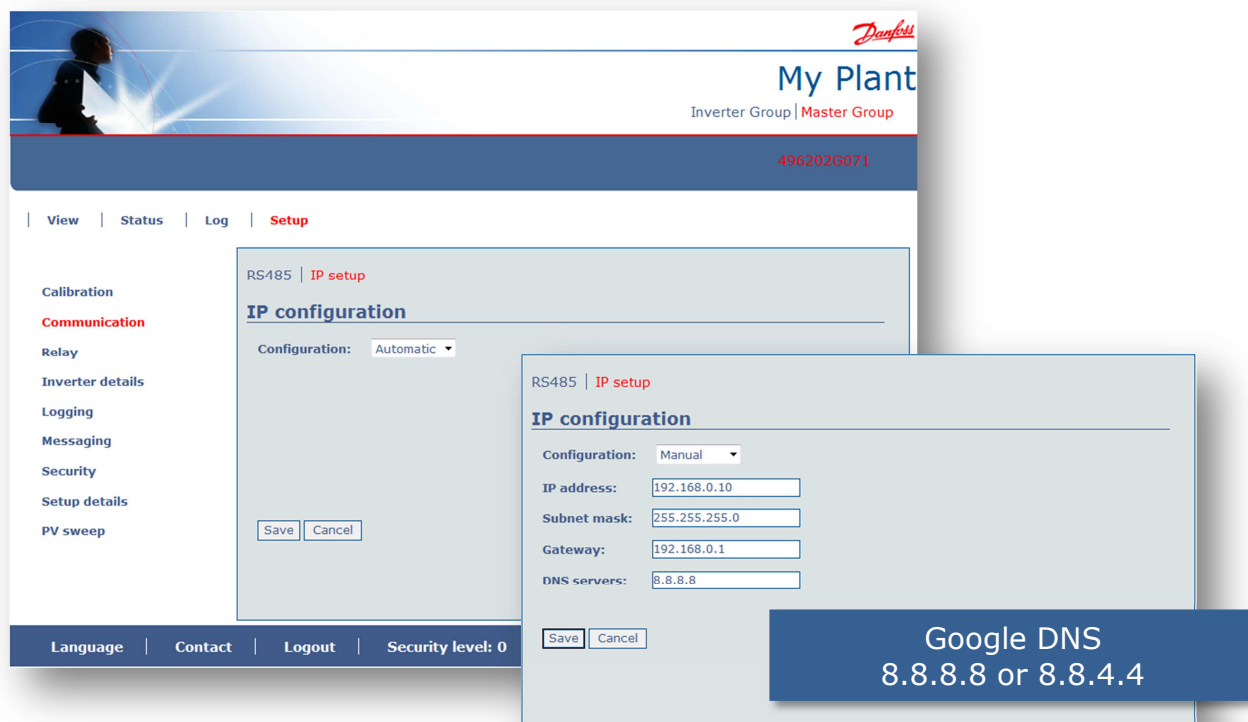 Danfoss
My Plant
Inverter Group | Master Group
496202G071
| View | Status | Log | Setup
Calibration
Communication
Relay
Inverter details
Logging
Messaging
Security
Setup details
PV sweep
RS485 | IP setup
IP configuration
Configuration: Automatic
Save Cancel
Language | Contact | Logout | Security level: 0
RS485 | IP setup
IP configuration
Configuration: Manual
IP address: 192.168.0.10
Subnet mask: 255.255.255.0
Gateway: 192.168.0.1
DNS servers: 8.8.8.8
Save Cancel
Google DNS
8.8.8.8 or 8.8.4.4